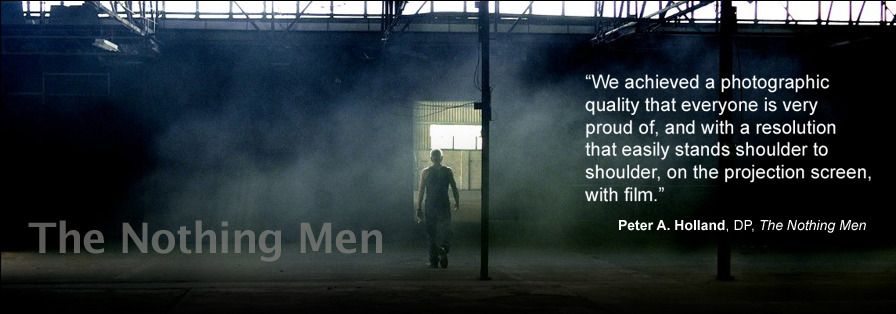 “We achieved a photographic
quality that everyone is very
proud of, and with a resolution
that easily stands shoulder to
shoulder, on the projection screen,
with film.”
Peter A. Holland, DP, The Nothing Men
The Nothing Men